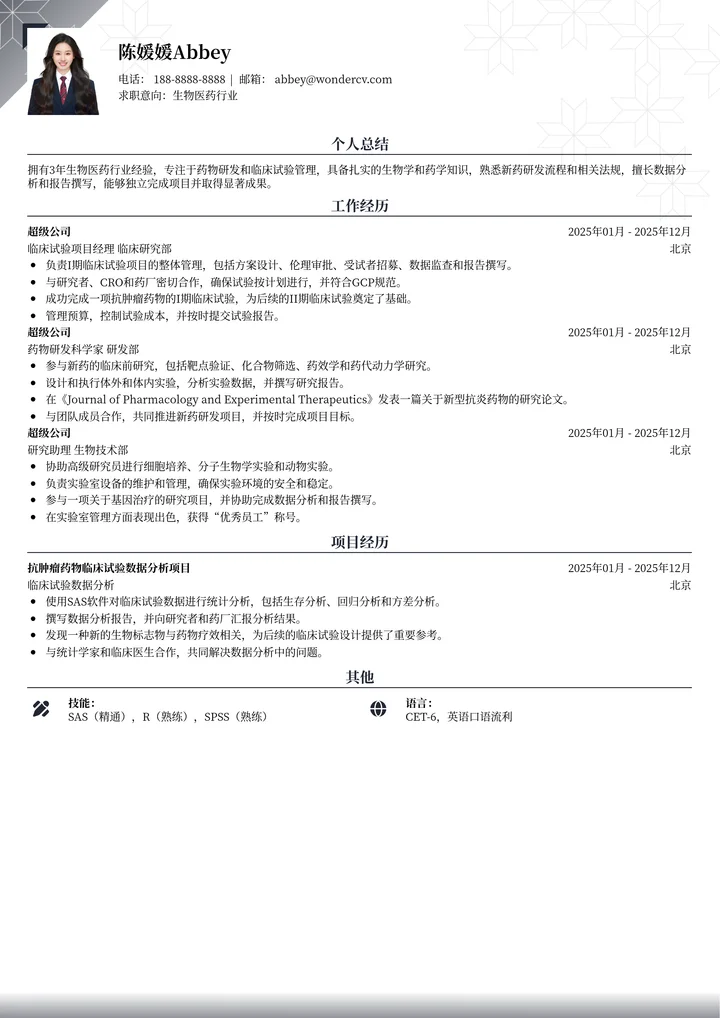 陈媛媛Abbey
电话： 188-8888-8888 | 邮箱： abbey@wondercv.com
求职意向：生物医药行业
个人总结
拥有3年生物医药行业经验，专注于药物研发和临床试验管理，具备扎实的生物学和药学知识，熟悉新药研发流程和相关法规，擅长数据分
析和报告撰写，能够独立完成项目并取得显著成果。
工作经历
超级公司 2025年01月 - 2025年12月
临床试验项目经理 临床研究部 北京
• 负责I期临床试验项目的整体管理，包括方案设计、伦理审批、受试者招募、数据监查和报告撰写。
• 与研究者、CRO和药厂密切合作，确保试验按计划进行，并符合GCP规范。
• 成功完成一项抗肿瘤药物的I期临床试验，为后续的II期临床试验奠定了基础。
• 管理预算，控制试验成本，并按时提交试验报告。
超级公司 2025年01月 - 2025年12月
药物研发科学家 研发部 北京
• 参与新药的临床前研究，包括靶点验证、化合物筛选、药效学和药代动力学研究。
• 设计和执行体外和体内实验，分析实验数据，并撰写研究报告。
• 在《Journal of Pharmacology and Experimental Therapeutics》发表一篇关于新型抗炎药物的研究论文。
• 与团队成员合作，共同推进新药研发项目，并按时完成项目目标。
超级公司 2025年01月 - 2025年12月
研究助理 生物技术部 北京
• 协助高级研究员进行细胞培养、分子生物学实验和动物实验。
• 负责实验室设备的维护和管理，确保实验环境的安全和稳定。
• 参与一项关于基因治疗的研究项目，并协助完成数据分析和报告撰写。
• 在实验室管理方面表现出色，获得“优秀员工”称号。
项目经历
抗肿瘤药物临床试验数据分析项目 2025年01月 - 2025年12月
临床试验数据分析 北京
• 使用SAS软件对临床试验数据进行统计分析，包括生存分析、回归分析和方差分析。
• 撰写数据分析报告，并向研究者和药厂汇报分析结果。
• 发现一种新的生物标志物与药物疗效相关，为后续的临床试验设计提供了重要参考。
• 与统计学家和临床医生合作，共同解决数据分析中的问题。
其他
技能： 语言：
SAS（精通）, R（熟练）, SPSS（熟练） CET-6，英语口语流利